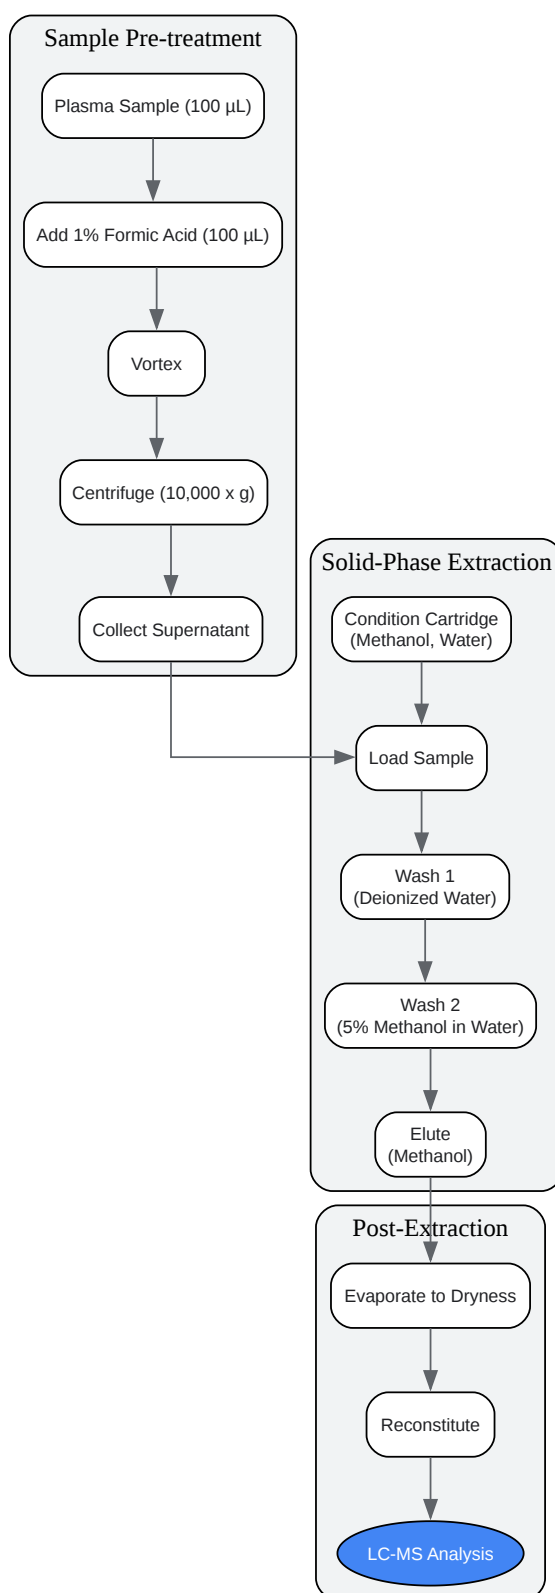 Sample Pre-treatment
Plasma Sample (100 µL)
Add 1% Formic Acid (100 µL)
Vortex
Centrifuge (10,000 x g)
Collect Supernatant
Solid-Phase Extraction
Condition Cartridge
(Methanol, Water)
Load Sample
Wash 1
(Deionized Water)
Wash 2
(5% Methanol in Water)
Elute
(Methanol)
Post-Extraction
Evaporate to Dryness
Reconstitute
LC-MS Analysis